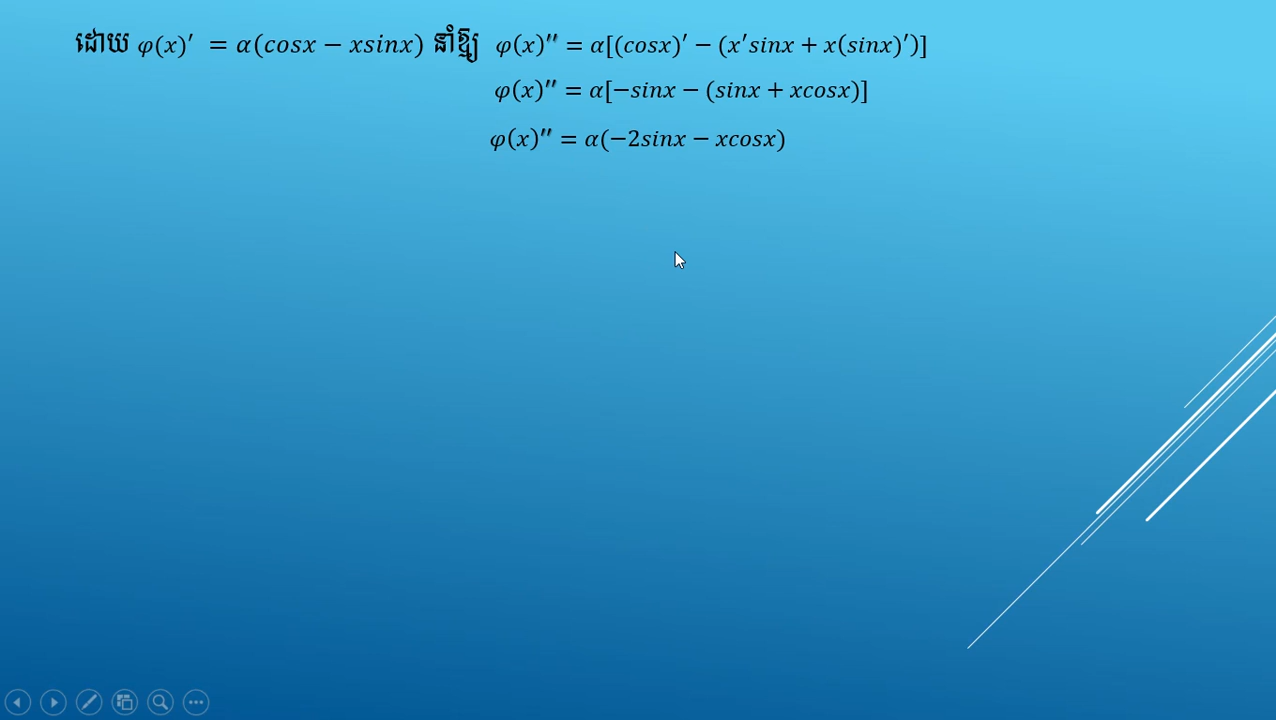 ដោយ φ(x)′ = α(cosx − xsinx) នាំឱ្យ φ(x)″ = α[(cosx)′ − (x′sinx + x(sinx)′)]
φ(x)″ = α[−sinx − (sinx + xcosx)]
φ(x)″ = α(−2sinx − xcosx)